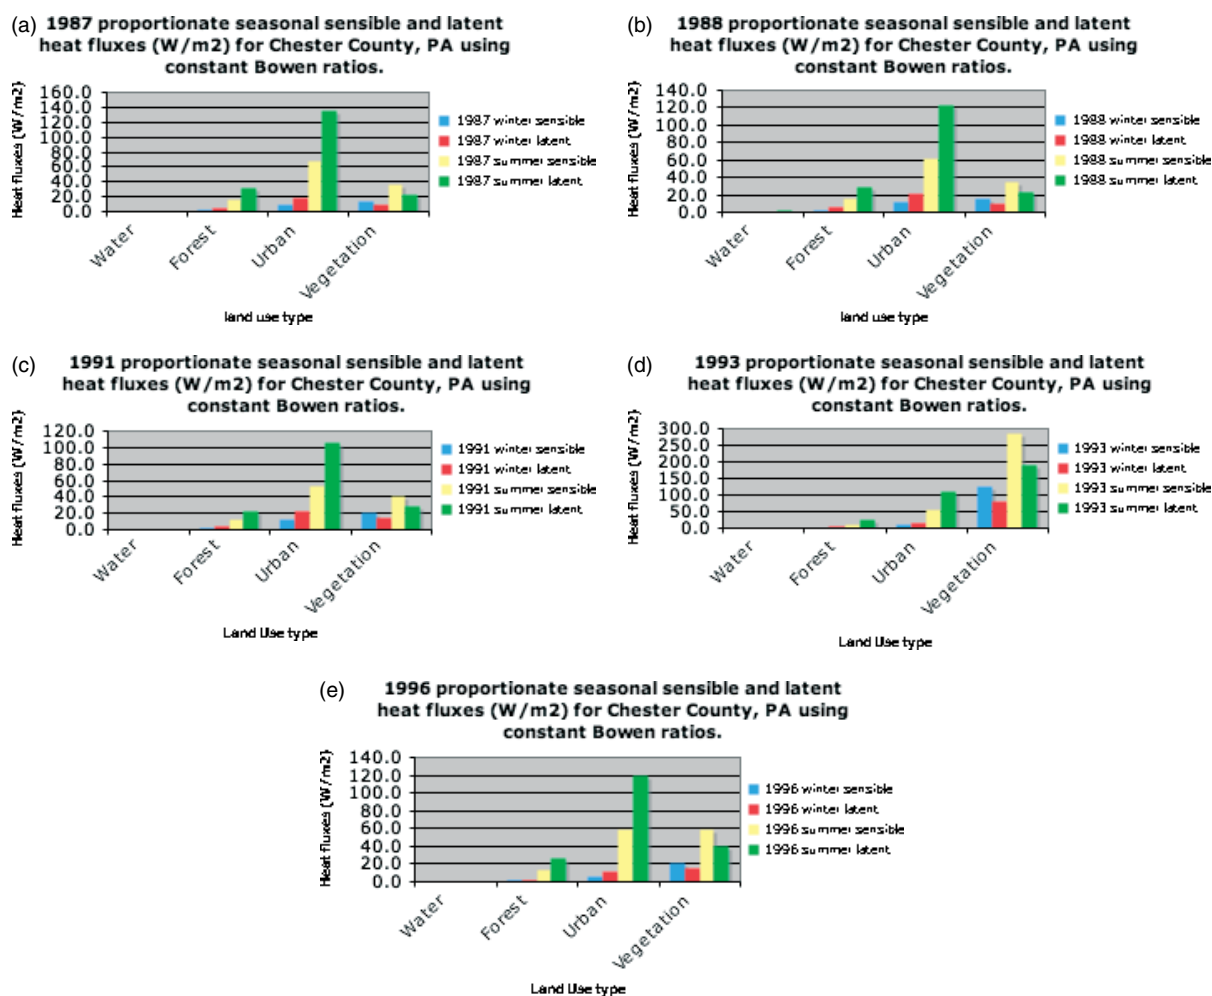 (a)
1987 proportionate seasonal sensible and latent
heat fluxes (W/m2) for Chester County, PA using
constant Bowen ratios.
Heat fluxes (W/m2)
160.0
140.0
120.0
100.0
80.0
60.0
40.0
20.0
0.0
Water
Forest
Urban
Vegetation
land use type
1987 winter sensible
1987 winter latent
1987 summer sensible
1987 summer latent
(b)
1988 proportionate seasonal sensible and latent
heat fluxes (W/m2) for Chester County, PA using
constant Bowen ratios.
Heat fluxes (W/m2)
140.0
120.0
100.0
80.0
60.0
40.0
20.0
0.0
Water
Forest
Urban
Vegetation
land use type
1988 winter sensible
1988 winter latent
1988 summer sensible
1988 summer latent
(c)
1991 proportionate seasonal sensible and latent
heat fluxes (W/m2) for Chester County, PA using
constant Bowen ratios.
Heat fluxes (W/m2)
120.0
100.0
80.0
60.0
40.0
20.0
0.0
Water
Forest
Urban
Vegetation
Land Use type
1991 winter sensible
1991 winter latent
1991 summer sensible
1991 summer latent
(d)
1993 proportionate seasonal sensible and latent
heat fluxes (W/m2) for Chester County, PA using
constant Bowen ratios.
Heat fluxes (W/m2)
300.0
250.0
200.0
150.0
100.0
50.0
0.0
Water
Forest
Urban
Vegetation
Land Use type
1993 winter sensible
1993 winter latent
1993 summer sensible
1993 summer latent
(e)
1996 proportionate seasonal sensible and latent
heat fluxes (W/m2) for Chester County, PA using
constant Bowen ratios.
Heat fluxes (W/m2)
140.0
120.0
100.0
80.0
60.0
40.0
20.0
0.0
Water
Forest
Urban
Vegetation
Land Use type
1996 winter sensible
1996 winter latent
1996 summer sensible
1996 summer latent